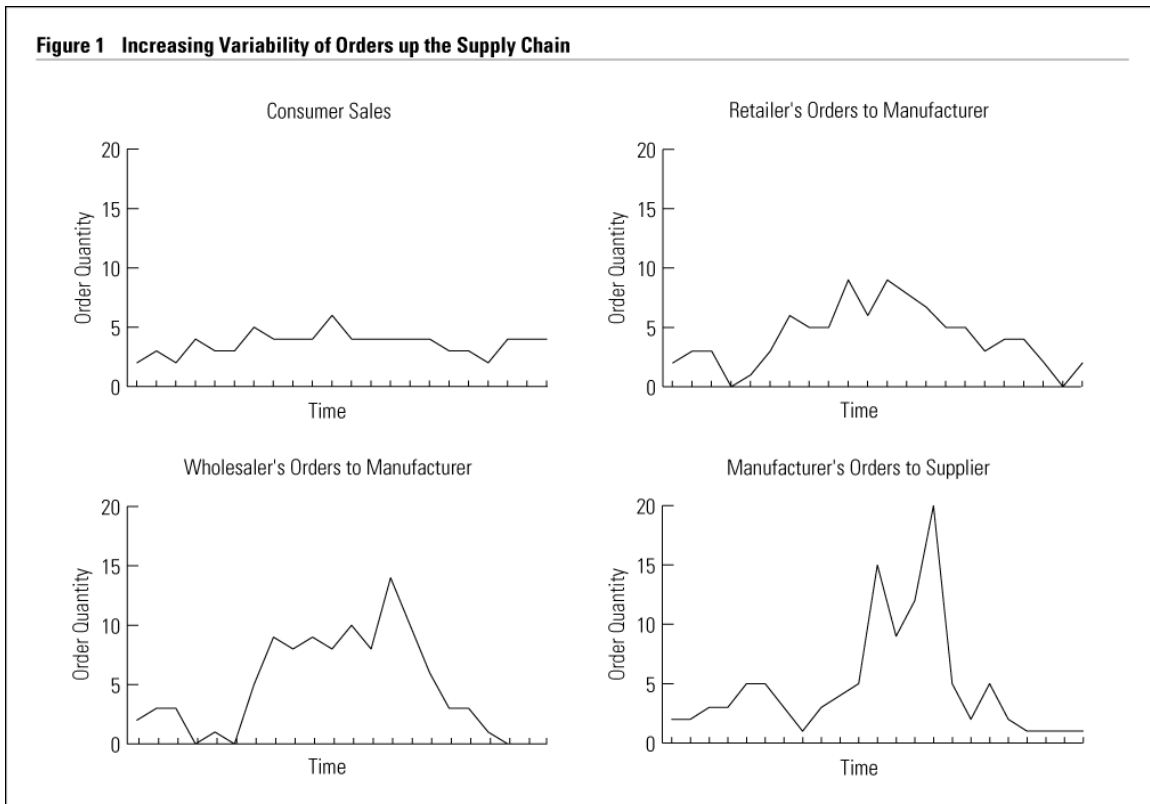 Figure 1 Increasing Variability of Orders up the Supply Chain
Consumer Sales
20
15
10
5
0
Order Quantity
Time
Retailer's Orders to Manufacturer
20
15
10
5
0
Order Quantity
Time
Wholesaler's Orders to Manufacturer
20
15
10
5
0
Order Quantity
Time
Manufacturer's Orders to Supplier
20
15
10
5
0
Order Quantity
Time